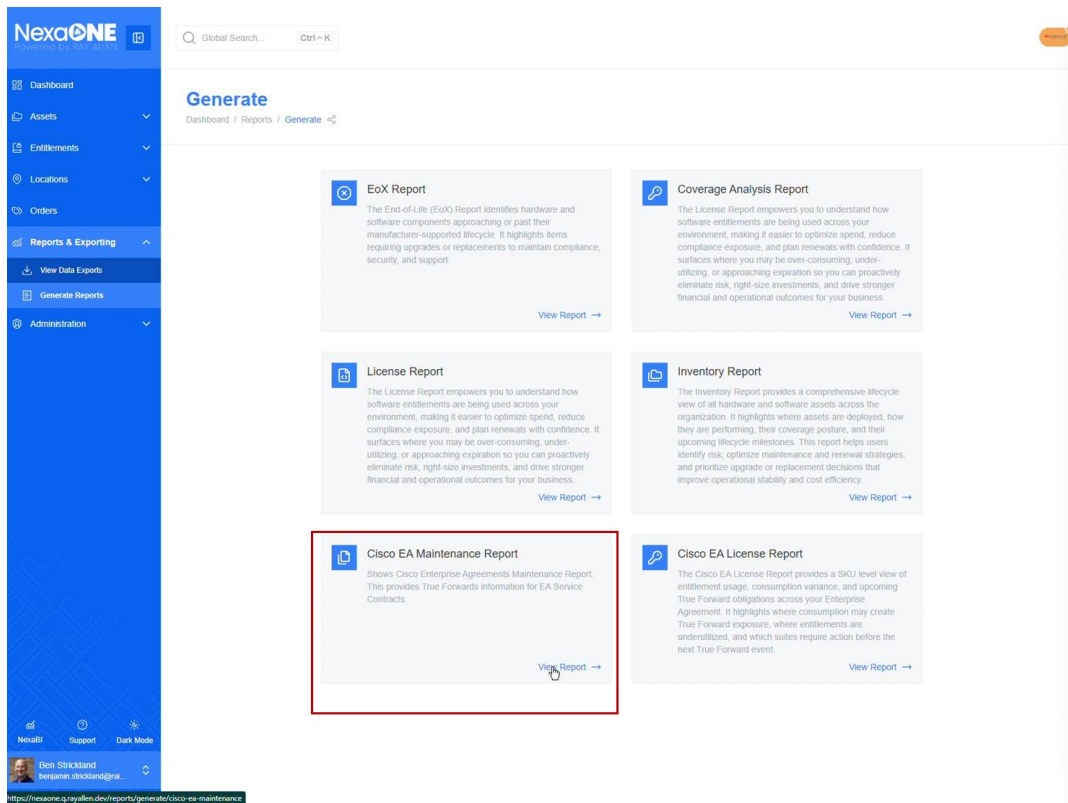 NexaONE
Powered by RAY ALLEN
Global Search...
Ctrl ~ K
Dashboard
Assets
Entitlements
Locations
Orders
Reports & Exporting
View Data Exports
Generate Reports
Administration
NexaBI
Support
Dark Mode
Ben Strickland
benjamin.strickland@rai...
https://nexaone.q.rayallen.dev/reports/generate/cisco-ea-maintenance
Generate
Dashboard / Reports / Generate
EoX Report
The End-of-Life (EoX) Report identifies hardware and
software components approaching or past their
manufacturer-supported lifecycle. It highlights items
requiring upgrades or replacements to maintain compliance,
security, and support.
View Report →
Coverage Analysis Report
The License Report empowers you to understand how
software entitlements are being used across your
environment, making it easier to optimize spend, reduce
compliance exposure, and plan renewals with confidence. It
surfaces where you may be over-consuming, under-
utilizing, or approaching expiration so you can proactively
eliminate risk, right-size investments, and drive stronger
financial and operational outcomes for your business.
View Report →
License Report
The License Report empowers you to understand how
software entitlements are being used across your
environment, making it easier to optimize spend, reduce
compliance exposure, and plan renewals with confidence. It
surfaces where you may be over-consuming, under-
utilizing, or approaching expiration so you can proactively
eliminate risk, right-size investments, and drive stronger
financial and operational outcomes for your business.
View Report →
Inventory Report
The Inventory Report provides a comprehensive lifecycle
view of all hardware and software assets across the
organization. It highlights where assets are deployed, how
they are performing, their coverage posture, and their
upcoming lifecycle milestones. This report helps users
identify risk, optimize maintenance and renewal strategies,
and prioritize upgrade or replacement decisions that
improve operational stability and cost efficiency.
View Report →
Cisco EA Maintenance Report
Shows Cisco Enterprise Agreements Maintenance Report.
This provides True Forwards information for EA Service
Contracts.
View Report →
Cisco EA License Report
The Cisco EA License Report provides a SKU level view of
entitlement usage, consumption variance, and upcoming
True Forward obligations across your Enterprise
Agreement. It highlights where consumption may create
True Forward exposure, where entitlements are
underutilized, and which suites require action before the
next True Forward event.
View Report →